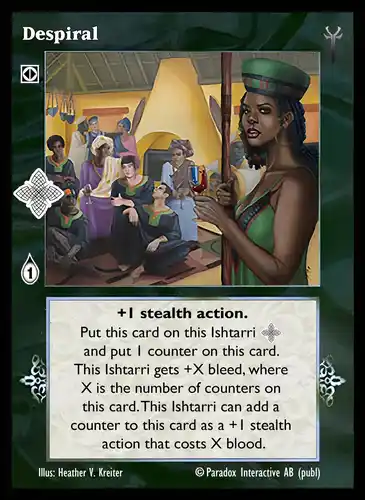 Despiral
1
+1 stealth action.
Put this card on this Ishtarri
and put 1 counter on this card.
This Ishtarri gets +X bleed, where
X is the number of counters on
this card. This Ishtarri can add a
counter to this card as a +1 stealth
action that costs X blood.
Illus: Heather V. Kreiter © Paradox Interactive AB (publ)